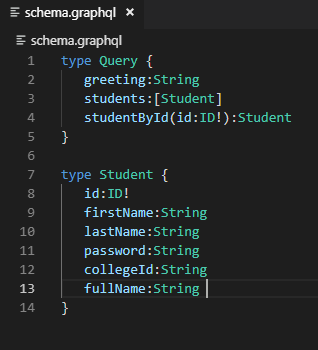 schema.graphql ×
schema.graphql
1 type Query {
2 greeting:String
3 students:[Student]
4 studentById(id:ID!):Student
5 }
6
7 type Student {
8 id:ID!
9 firstName:String
10 lastName:String
11 password:String
12 collegeId:String
13 fullName:String
14 }